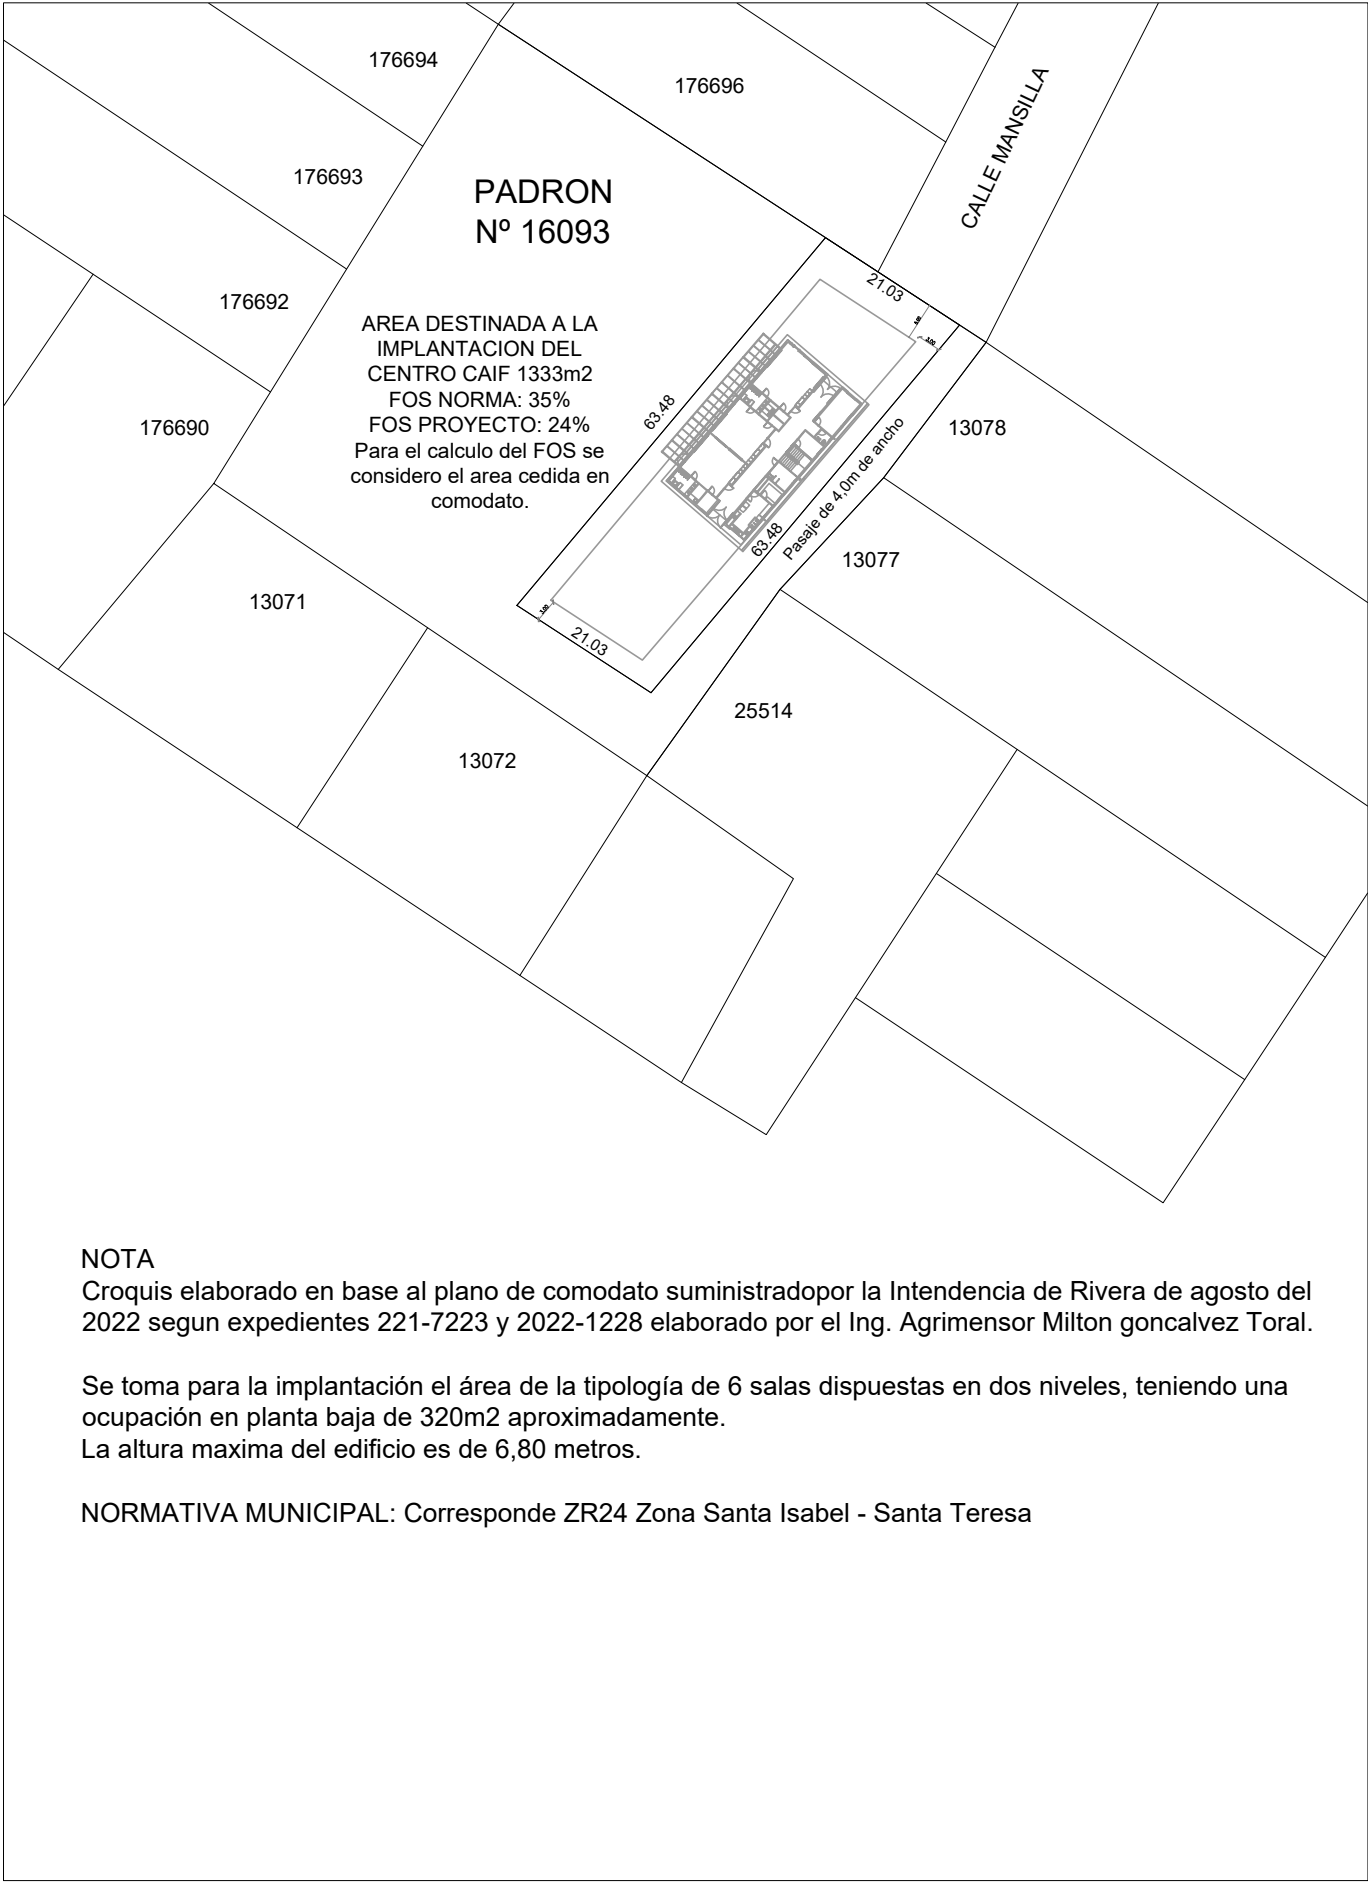 176694
176696
CALLE MANSILLA
176693
PADRON
Nº 16093
176692
21.03
3.00
AREA DESTINADA A LA
IMPLANTACION DEL
CENTRO CAIF 1333m2
FOS NORMA: 35%
FOS PROYECTO: 24%
Para el calculo del FOS se
considero el area cedida en
comodato.
63.48
176690
13078
Pasaje de 4,0m de ancho
63.48
13077
13071
3.00
21.03
25514
13072
NOTA
Croquis elaborado en base al plano de comodato suministradopor la Intendencia de Rivera de agosto del
2022 segun expedientes 221-7223 y 2022-1228 elaborado por el Ing. Agrimensor Milton goncalvez Toral.
Se toma para la implantación el área de la tipología de 6 salas dispuestas en dos niveles, teniendo una
ocupación en planta baja de 320m2 aproximadamente.
La altura maxima del edificio es de 6,80 metros.
NORMATIVA MUNICIPAL: Corresponde ZR24 Zona Santa Isabel - Santa Teresa